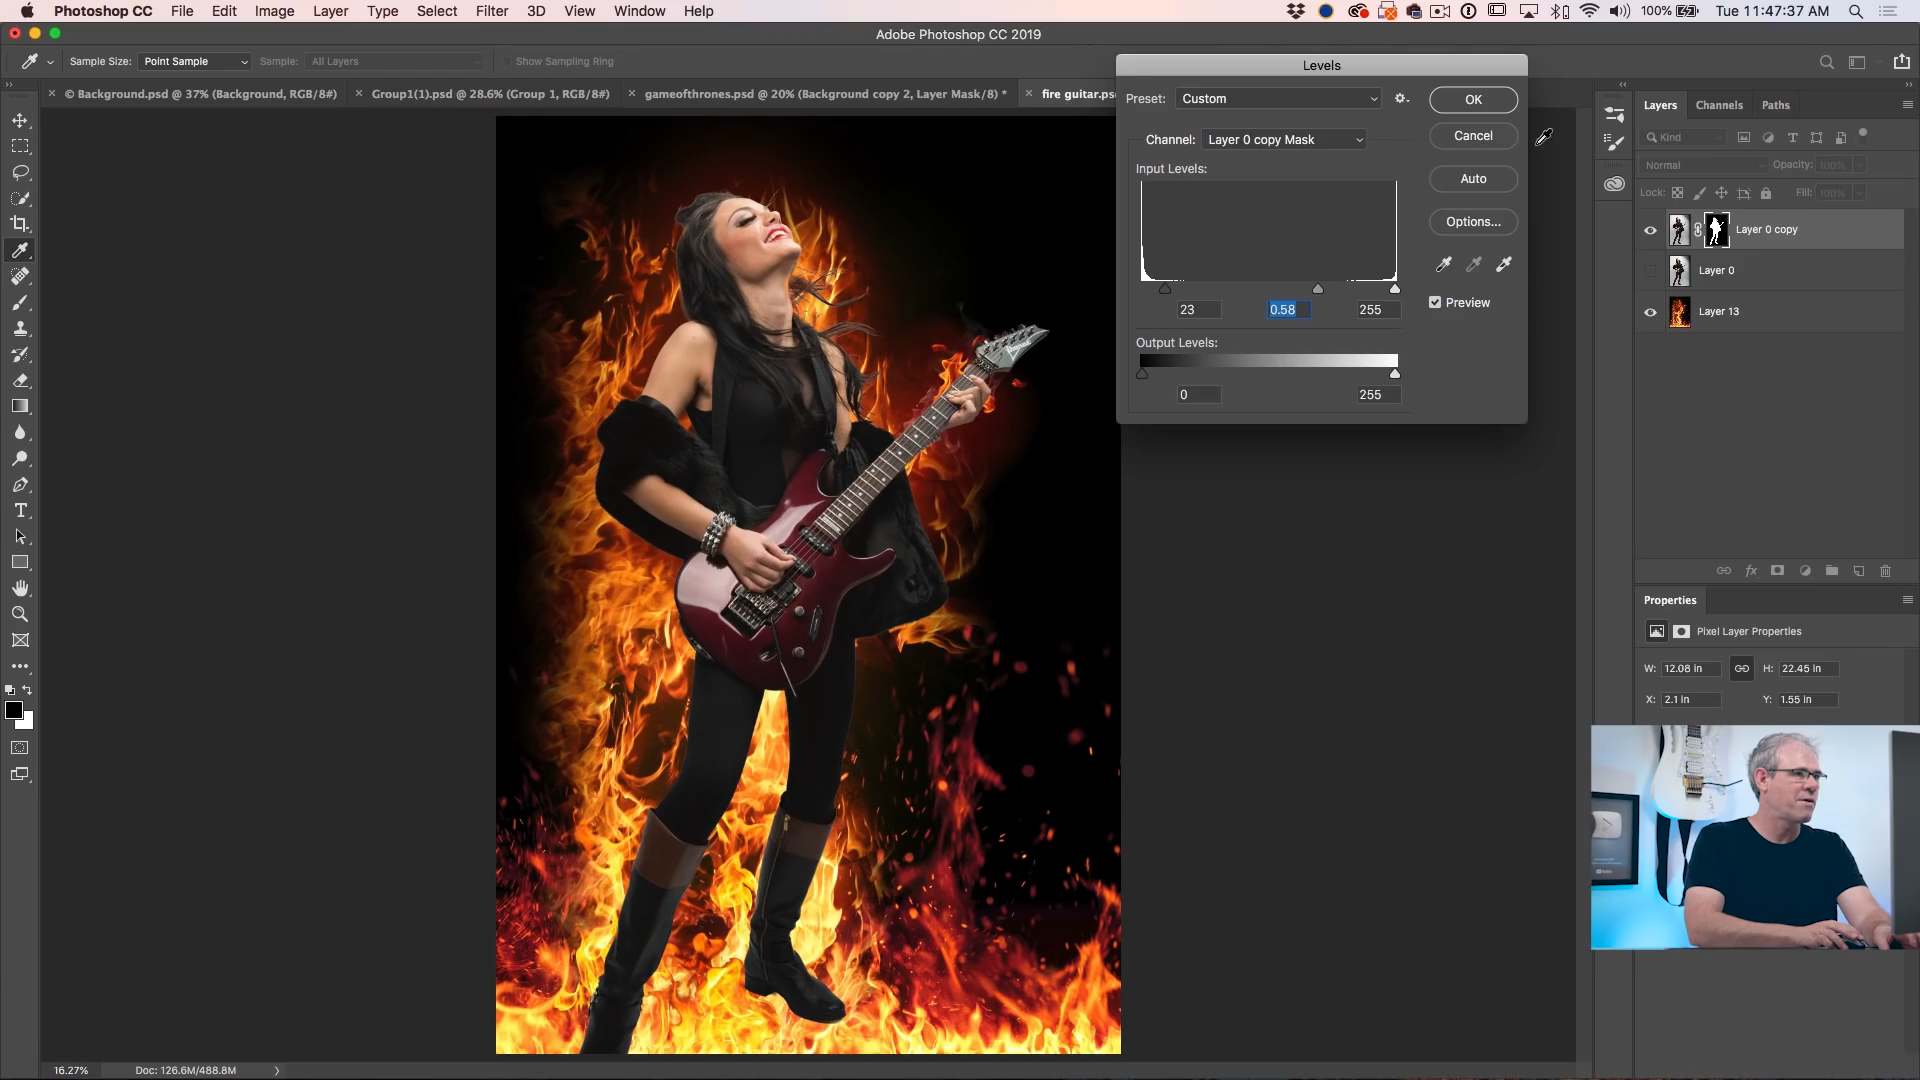 Photoshop CC File Edit Image Layer Type Select Filter 3D View Window Help
100% Tue 11:47:37 AM
Adobe Photoshop CC 2019
Sample Size: Point Sample Sample: All Layers Show Sampling Ring
© Background.psd @ 37% (Background, RGB/8#)
Group1(1).psd @ 28.6% (Group 1, RGB/8#)
gameofthrones.psd @ 20% (Background copy 2, Layer Mask/8) *
fire guitar.ps
Levels
Preset: Custom
OK
Channel: Layer 0 copy Mask
Cancel
Input Levels:
Auto
Options...
23 0.58 255
Preview
Output Levels:
0 255
Layers Channels Paths
Kind
Normal Opacity: 100%
Lock: Fill: 100%
Layer 0 copy
Layer 0
Layer 13
fx
Properties
Pixel Layer Properties
W: 12.08 in H: 22.45 in
X: 2.1 in Y: 1.55 in
Ibanez
16.27% Doc: 126.6M/488.8M